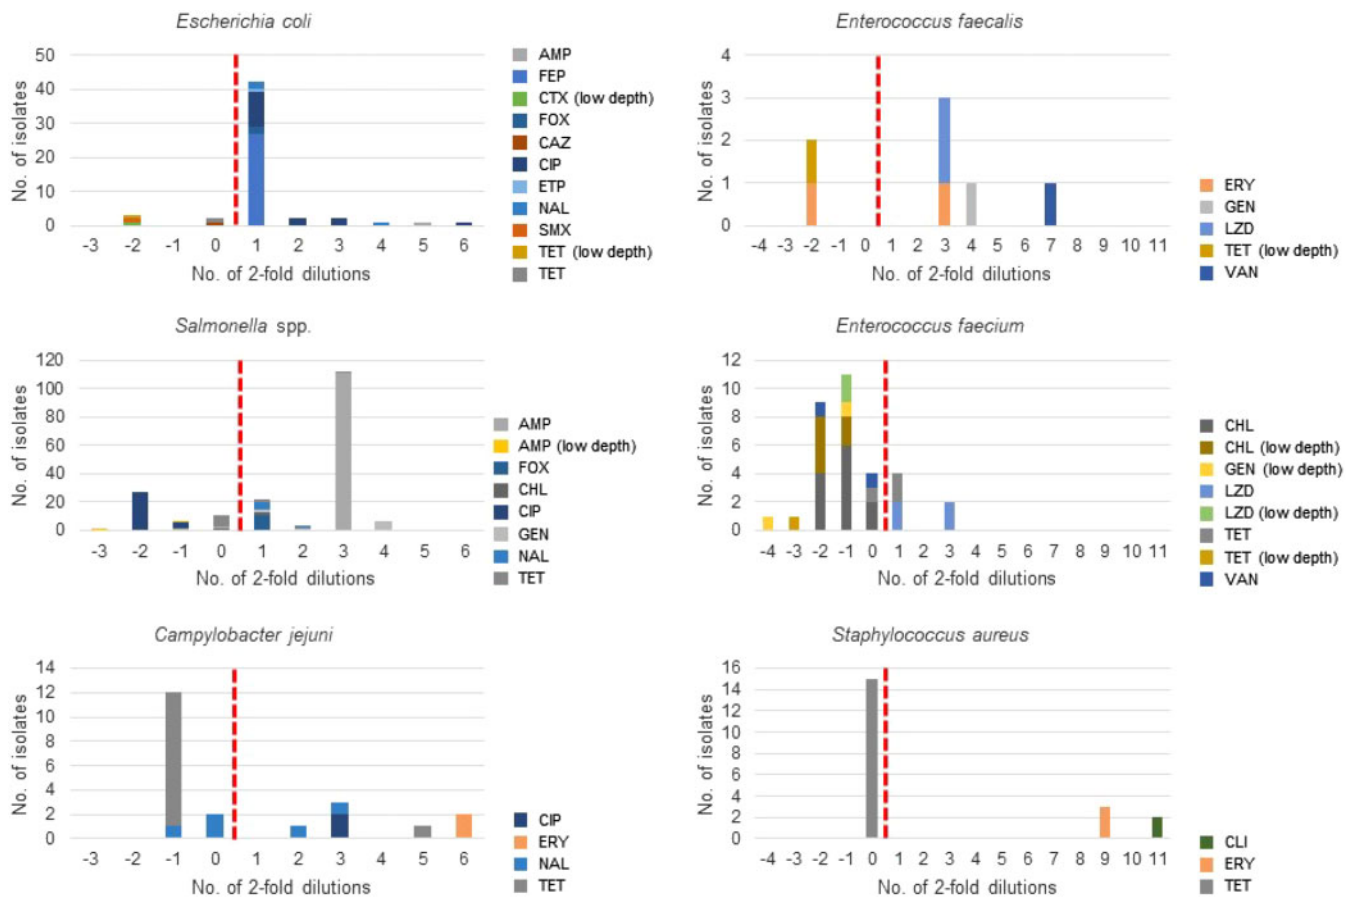 Escherichia coli
No. of isolates
50
40
30
20
10
0
-3 -2 -1 0 1 2 3 4 5 6
No. of 2-fold dilutions
AMP
FEP
CTX (low depth)
FOX
CAZ
CIP
ETP
NAL
SMX
TET (low depth)
TET
Enterococcus faecalis
No. of isolates
4
3
2
1
0
-4 -3 -2 -1 0 1 2 3 4 5 6 7 8 9 10 11
No. of 2-fold dilutions
ERY
GEN
LZD
TET (low depth)
VAN
Salmonella spp.
No. of isolates
120
100
80
60
40
20
0
-3 -2 -1 0 1 2 3 4 5 6
No. of 2-fold dilutions
AMP
AMP (low depth)
FOX
CHL
CIP
GEN
NAL
TET
Enterococcus faecium
No. of isolates
12
10
8
6
4
2
0
-4 -3 -2 -1 0 1 2 3 4 5 6 7 8 9 10 11
No. of 2-fold dilutions
CHL
CHL (low depth)
GEN (low depth)
LZD
LZD (low depth)
TET
TET (low depth)
VAN
Campylobacter jejuni
No. of isolates
14
12
10
8
6
4
2
0
-3 -2 -1 0 1 2 3 4 5 6
No. of 2-fold dilutions
CIP
ERY
NAL
TET
Staphylococcus aureus
No. of isolates
16
14
12
10
8
6
4
2
0
-4 -3 -2 -1 0 1 2 3 4 5 6 7 8 9 10 11
No. of 2-fold dilutions
CLI
ERY
TET